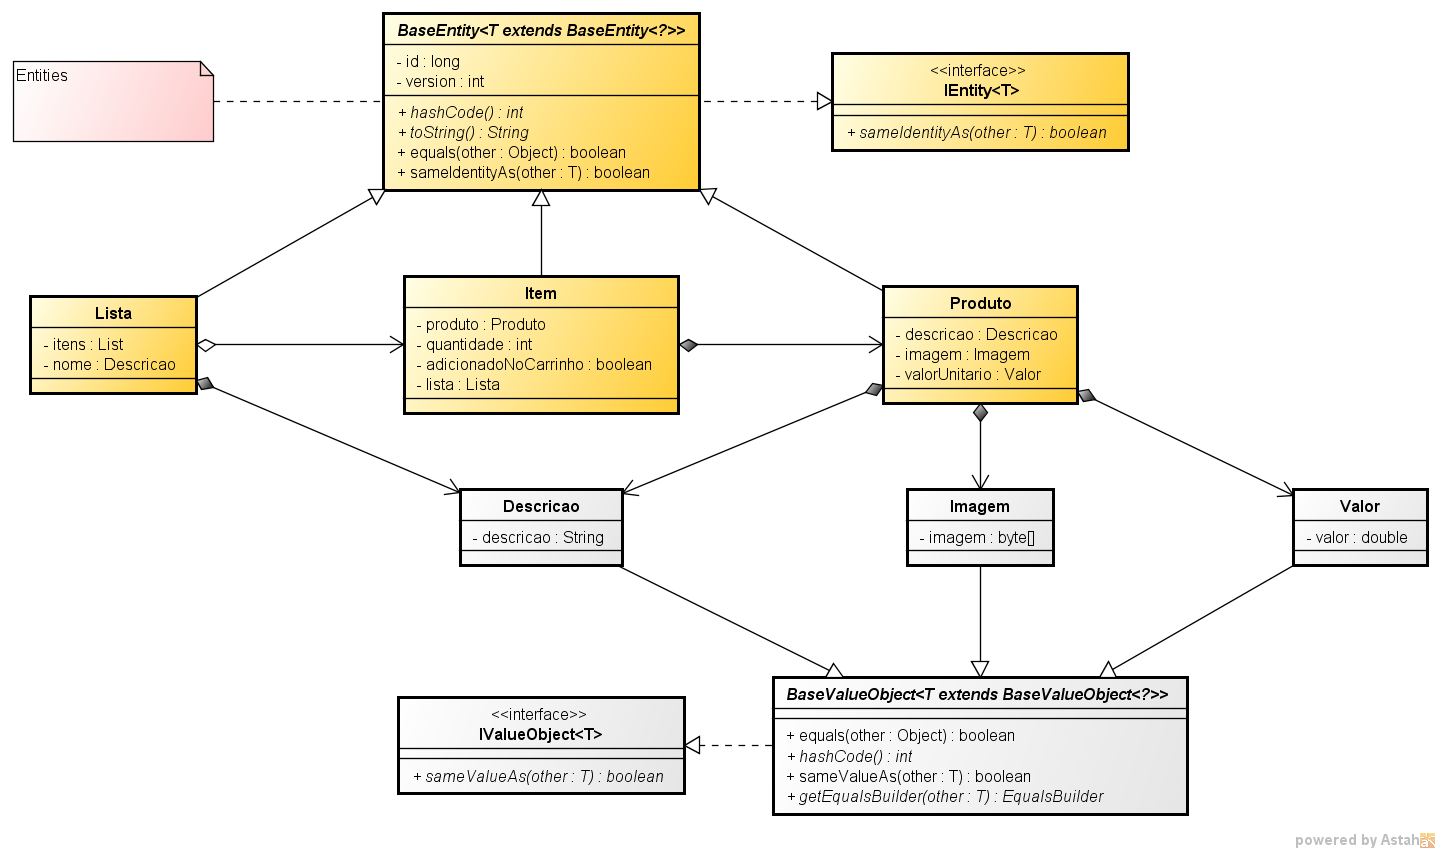 Entities
BaseEntity<T extends BaseEntity<?>>
- id : long
- version : int
+ hashCode() : int
+ toString() : String
+ equals(other : Object) : boolean
+ sameIdentityAs(other : T) : boolean
<<interface>>
IEntity<T>
+ sameIdentityAs(other : T) : boolean
Lista
- itens : List
- nome : Descricao
Item
- produto : Produto
- quantidade : int
- adicionadoNoCarrinho : boolean
- lista : Lista
Produto
- descricao : Descricao
- imagem : Imagem
- valorUnitario : Valor
Descricao
- descricao : String
Imagem
- imagem : byte[]
Valor
- valor : double
<<interface>>
IValueObject<T>
+ sameValueAs(other : T) : boolean
BaseValueObject<T extends BaseValueObject<?>>
+ equals(other : Object) : boolean
+ hashCode() : int
+ sameValueAs(other : T) : boolean
+ getEqualsBuilder(other : T) : EqualsBuilder
powered by Astah